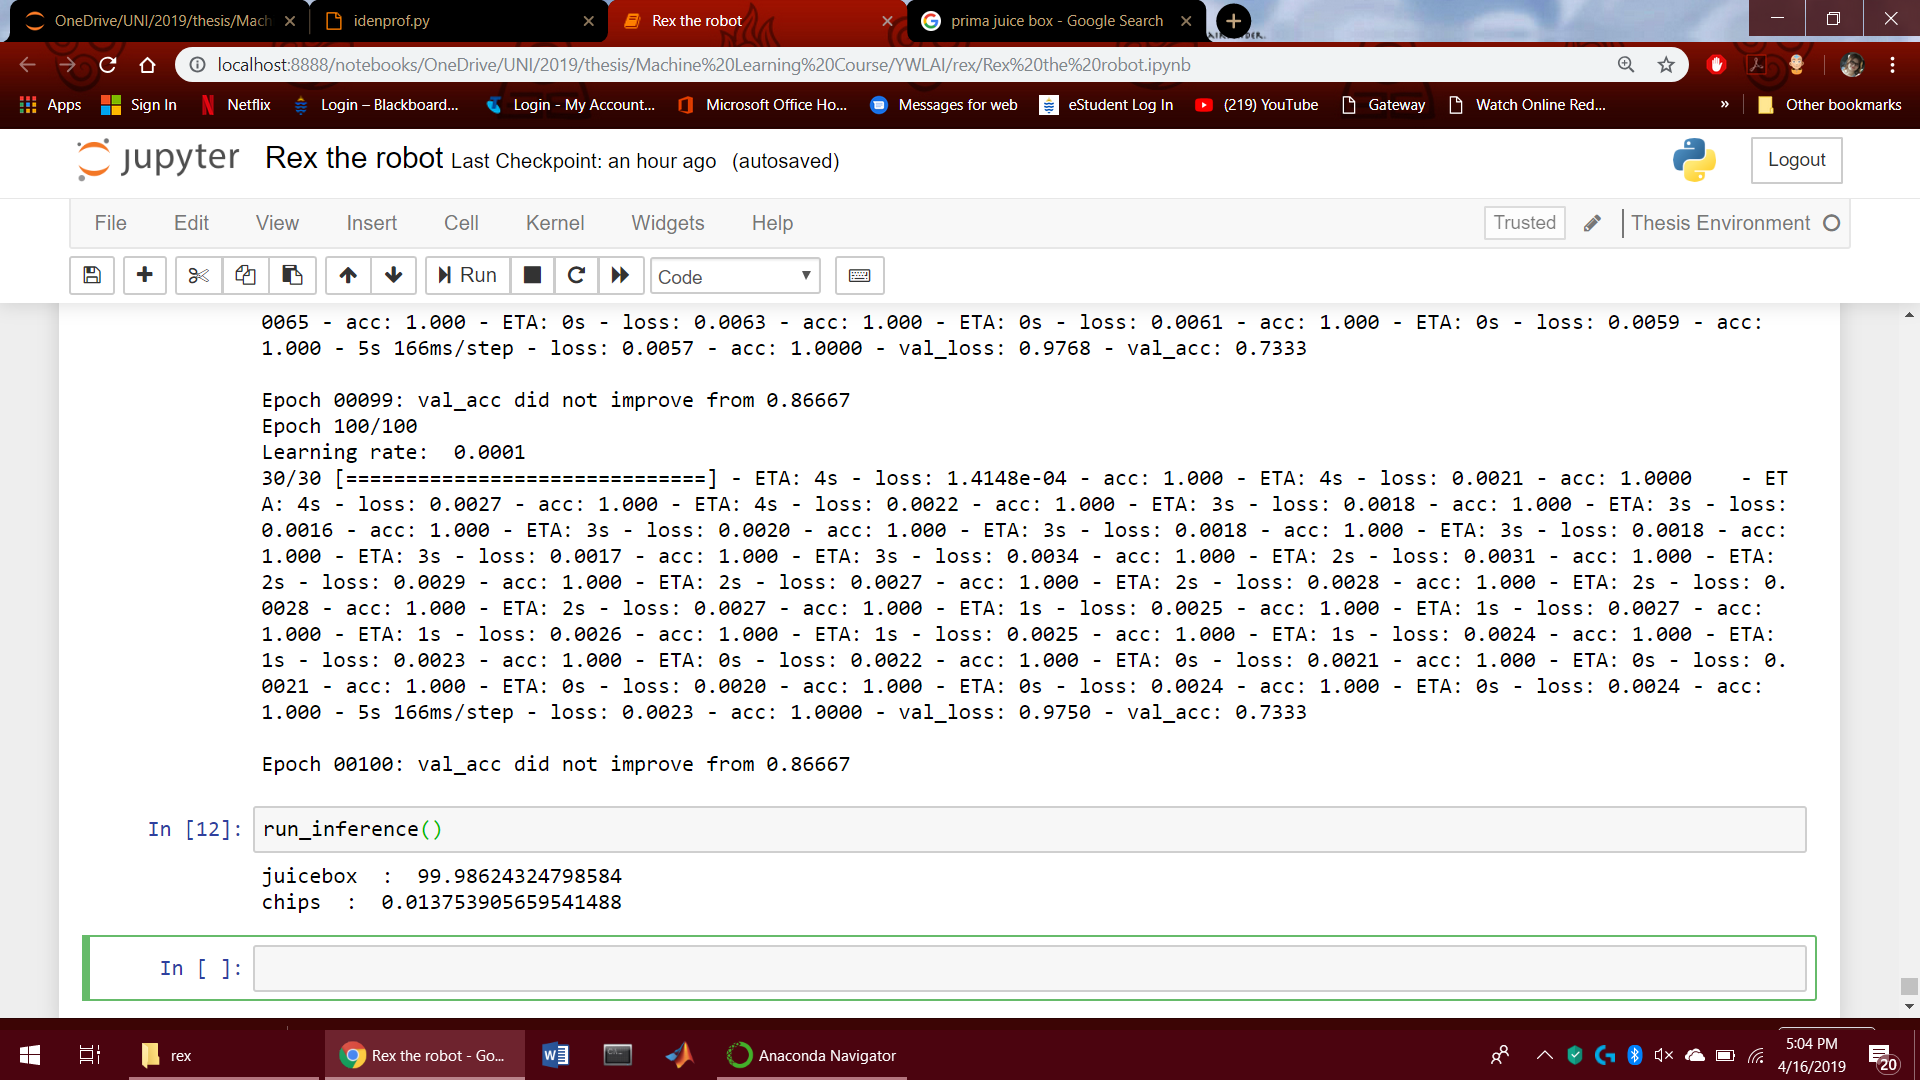 OneDrive/UNI/2019/thesis/Mach
idenprof.py
Rex the robot
prima juice box - Google Search
localhost:8888/notebooks/OneDrive/UNI/2019/thesis/Machine%20Learning%20Course/YWLAI/rex/Rex%20the%20robot.ipynb
Apps Sign In Netflix Login – Blackboard... Login - My Account... Microsoft Office Ho... Messages for web eStudent Log In (219) YouTube Gateway Watch Online Red... » Other bookmarks
jupyter Rex the robot Last Checkpoint: an hour ago (autosaved) Logout
File Edit View Insert Cell Kernel Widgets Help Trusted Thesis Environment
Run Code
0065 - acc: 1.000 - ETA: 0s - loss: 0.0063 - acc: 1.000 - ETA: 0s - loss: 0.0061 - acc: 1.000 - ETA: 0s - loss: 0.0059 - acc:
1.000 - 5s 166ms/step - loss: 0.0057 - acc: 1.0000 - val_loss: 0.9768 - val_acc: 0.7333
Epoch 00099: val_acc did not improve from 0.86667
Epoch 100/100
Learning rate:  0.0001
30/30 [==============================] - ETA: 4s - loss: 1.4148e-04 - acc: 1.000 - ETA: 4s - loss: 0.0021 - acc: 1.0000    - ET
A: 4s - loss: 0.0027 - acc: 1.000 - ETA: 4s - loss: 0.0022 - acc: 1.000 - ETA: 3s - loss: 0.0018 - acc: 1.000 - ETA: 3s - loss:
0.0016 - acc: 1.000 - ETA: 3s - loss: 0.0020 - acc: 1.000 - ETA: 3s - loss: 0.0018 - acc: 1.000 - ETA: 3s - loss: 0.0018 - acc:
1.000 - ETA: 3s - loss: 0.0017 - acc: 1.000 - ETA: 3s - loss: 0.0034 - acc: 1.000 - ETA: 2s - loss: 0.0031 - acc: 1.000 - ETA:
2s - loss: 0.0029 - acc: 1.000 - ETA: 2s - loss: 0.0027 - acc: 1.000 - ETA: 2s - loss: 0.0028 - acc: 1.000 - ETA: 2s - loss: 0.
0028 - acc: 1.000 - ETA: 2s - loss: 0.0027 - acc: 1.000 - ETA: 1s - loss: 0.0025 - acc: 1.000 - ETA: 1s - loss: 0.0027 - acc:
1.000 - ETA: 1s - loss: 0.0026 - acc: 1.000 - ETA: 1s - loss: 0.0025 - acc: 1.000 - ETA: 1s - loss: 0.0024 - acc: 1.000 - ETA:
1s - loss: 0.0023 - acc: 1.000 - ETA: 0s - loss: 0.0022 - acc: 1.000 - ETA: 0s - loss: 0.0021 - acc: 1.000 - ETA: 0s - loss: 0.
0021 - acc: 1.000 - ETA: 0s - loss: 0.0020 - acc: 1.000 - ETA: 0s - loss: 0.0024 - acc: 1.000 - ETA: 0s - loss: 0.0024 - acc:
1.000 - 5s 166ms/step - loss: 0.0023 - acc: 1.0000 - val_loss: 0.9750 - val_acc: 0.7333
Epoch 00100: val_acc did not improve from 0.86667
In [12]: run_inference()
juicebox  :  99.98624324798584
chips  :  0.013753905659541488
In [ ]:
rex
Rex the robot - Go...
Anaconda Navigator
5:04 PM
4/16/2019
20